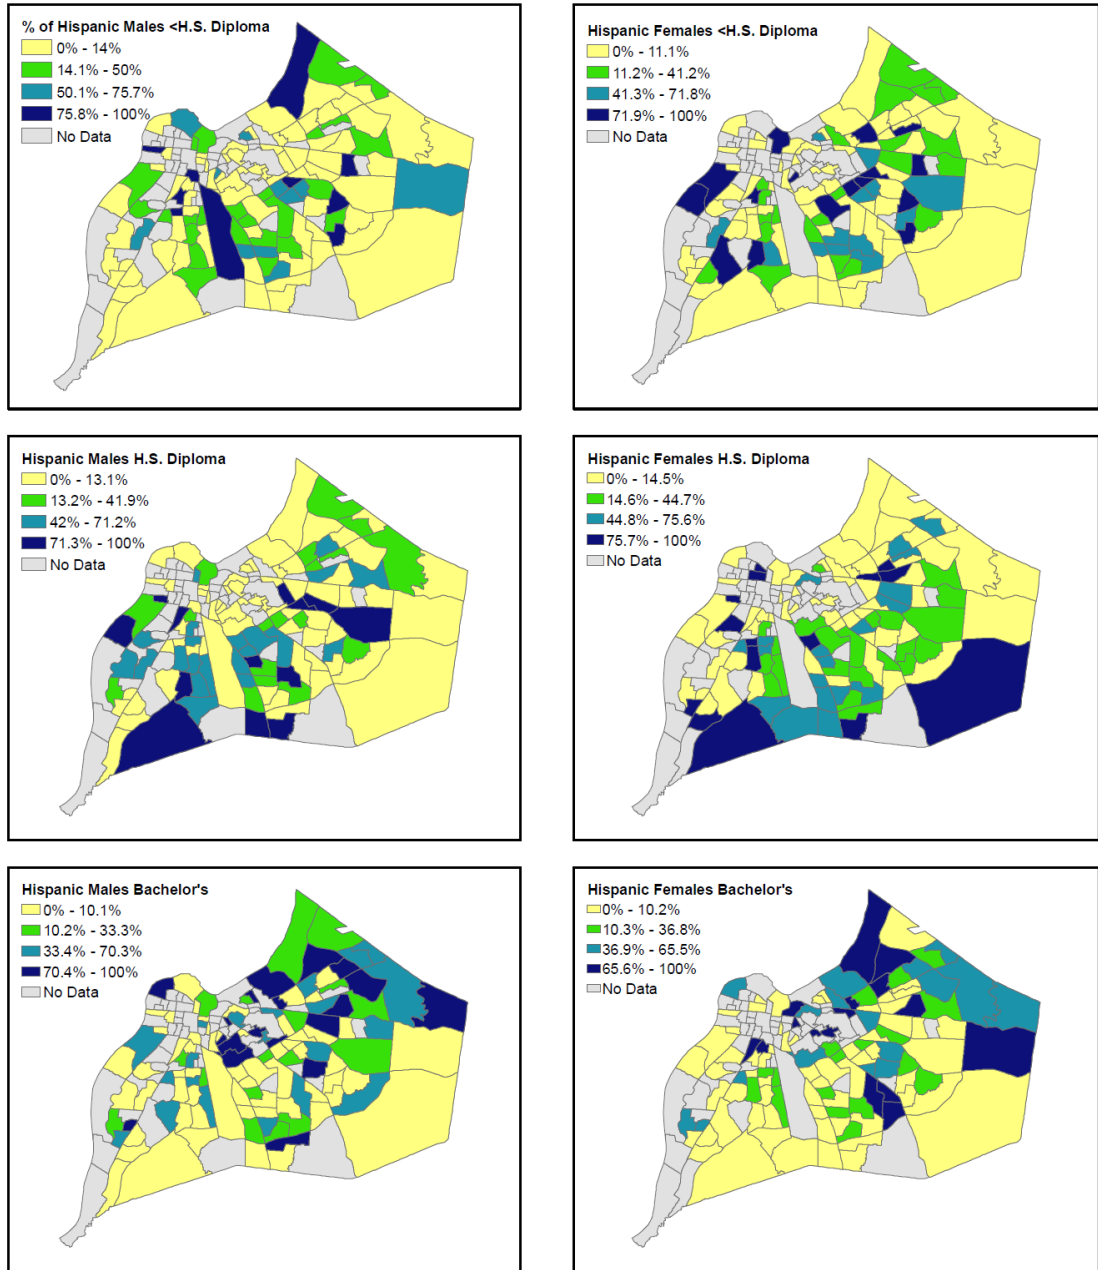 % of Hispanic Males <H.S. Diploma
0% - 14%
14.1% - 50%
50.1% - 75.7%
75.8% - 100%
No Data
Hispanic Females <H.S. Diploma
0% - 11.1%
11.2% - 41.2%
41.3% - 71.8%
71.9% - 100%
No Data
Hispanic Males H.S. Diploma
0% - 13.1%
13.2% - 41.9%
42% - 71.2%
71.3% - 100%
No Data
Hispanic Females H.S. Diploma
0% - 14.5%
14.6% - 44.7%
44.8% - 75.6%
75.7% - 100%
No Data
Hispanic Males Bachelor's
0% - 10.1%
10.2% - 33.3%
33.4% - 70.3%
70.4% - 100%
No Data
Hispanic Females Bachelor's
0% - 10.2%
10.3% - 36.8%
36.9% - 65.5%
65.6% - 100%
No Data